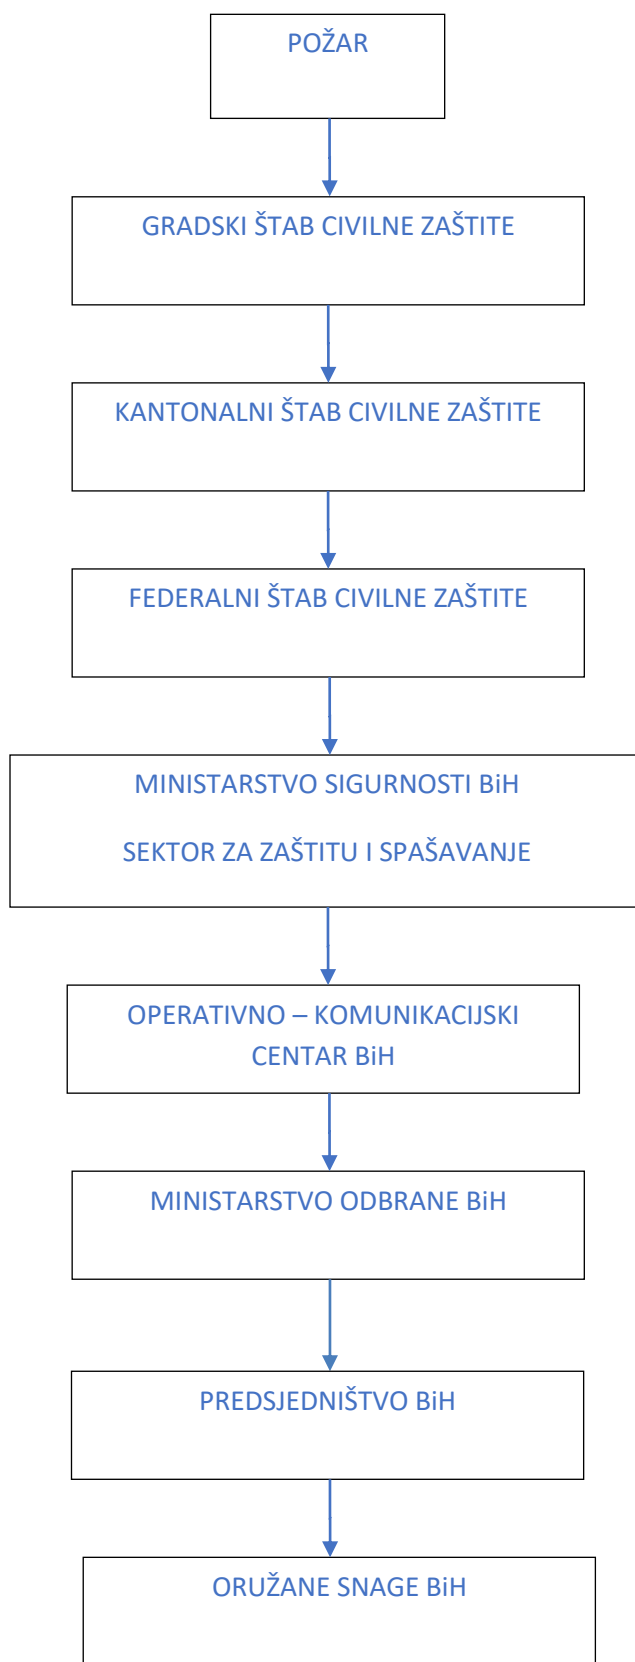 POŽAR
GRADSKI ŠTAB CIVILNE ZAŠTITE
KANTONALNI ŠTAB CIVILNE ZAŠTITE
FEDERALNI ŠTAB CIVILNE ZAŠTITE
MINISTARSTVO SIGURNOSTI BiH
SEKTOR ZA ZAŠTITU I SPAŠAVANJE
OPERATIVNO – KOMUNIKACIJSKI
CENTAR BiH
MINISTARSTVO ODBRANE BiH
PREDSJEDNIŠTVO BiH
ORUŽANE SNAGE BiH